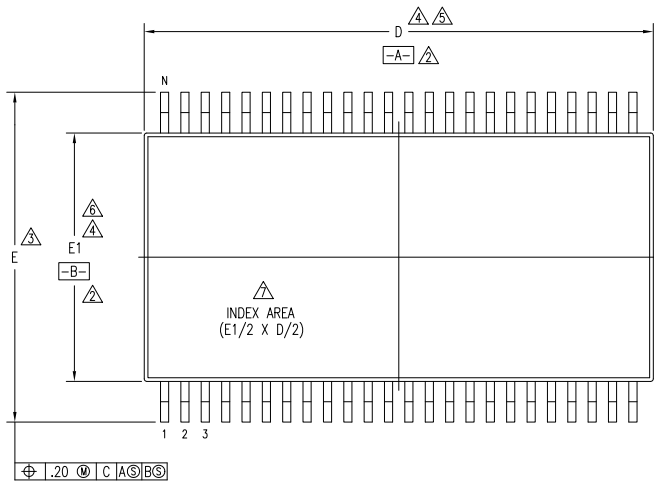 4 5
D
-A- 2
N
3
E
6
4
E1
-B-
2
7
INDEX AREA
(E1/2 X D/2)
1 2 3
⌖ .20 Ⓜ C AⓈ BⓈ